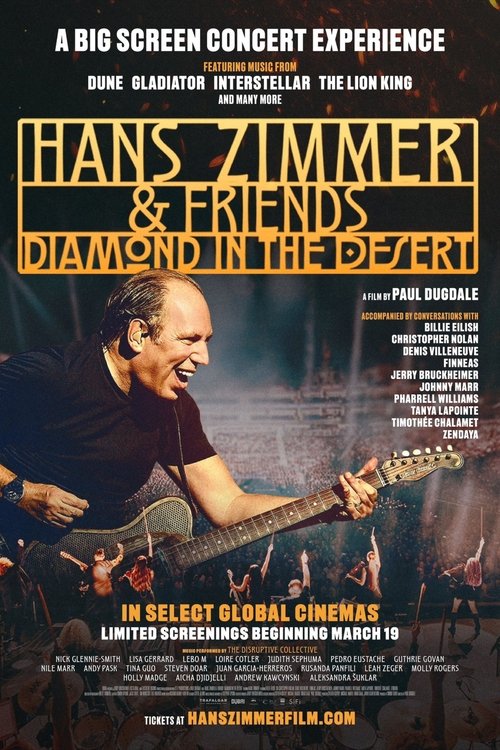 A BIG SCREEN CONCERT EXPERIENCE
FEATURING MUSIC FROM
DUNE GLADIATOR INTERSTELLAR THE LION KING
AND MANY MORE
HANS ZIMMER
& FRIENDS
DIAMOND IN THE DESERT
A FILM BY PAUL DUGDALE
ACCOMPANIED BY CONVERSATIONS WITH
BILLIE EILISH
CHRISTOPHER NOLAN
DENIS VILLENEUVE
FINNEAS
JERRY BRUCKHEIMER
JOHNNY MARR
PHARRELL WILLIAMS
TANYA LAPOINTE
TIMOTHÉE CHALAMET
ZENDAYA
IN SELECT GLOBAL CINEMAS
LIMITED SCREENINGS BEGINNING MARCH 19
MUSIC PERFORMED BY THE DISRUPTIVE COLLECTIVE
NICK GLENNIE-SMITH LISA GERRARD LEBO M LOIRE COTLER JUDITH SEPHUMA PEDRO EUSTACHE GUTHRIE GOVAN
NILE MARR ANDY PASK TINA GUO STEVEN DOAR JUAN GARCIA-HERREROS RUSANDA PANFILI LEAH ZEGER MOLLY ROGERS
HOLLY MADGE AICHA DJIDJELLI ANDREW KAWCYNSKI ALEKSANDRA ŠUKLAR
TRAFALGAR DUBAI
TICKETS AT HANSZIMMERFILM.COM